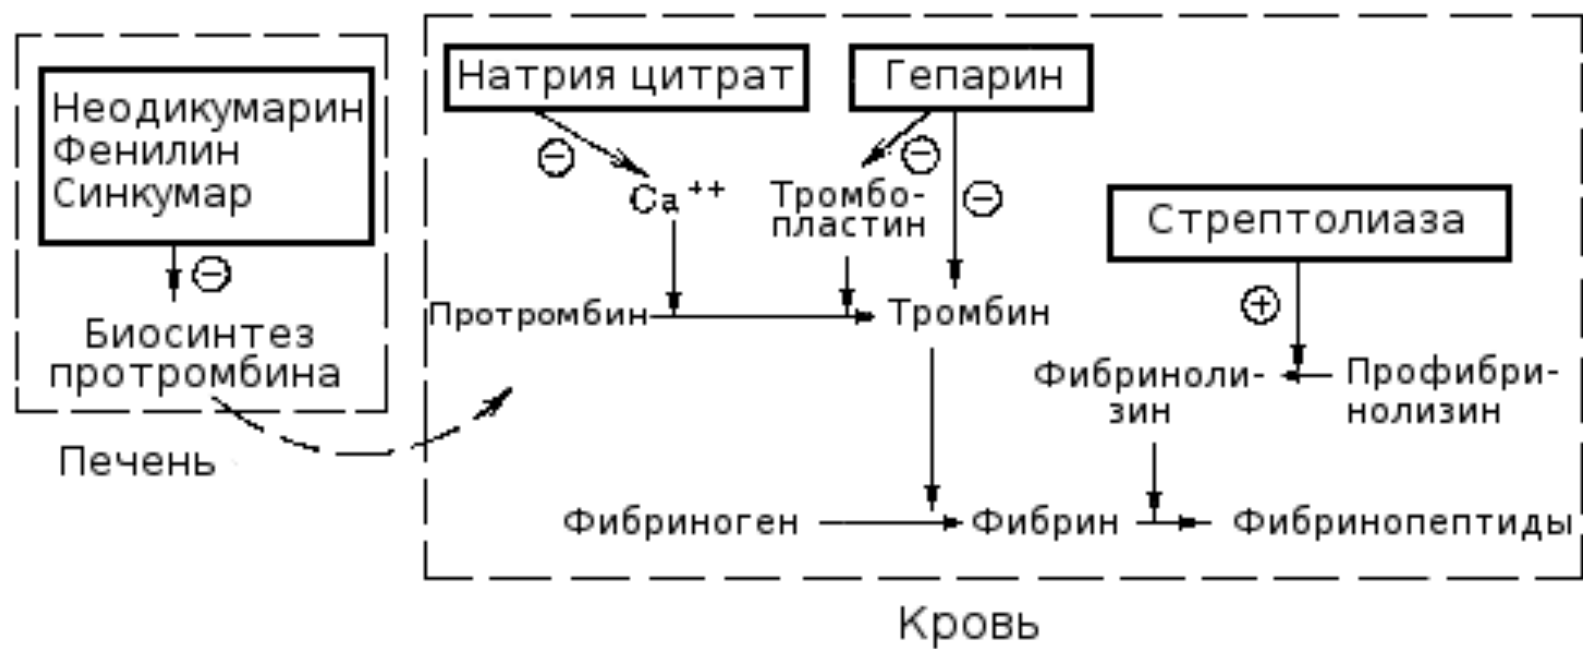 Неодикумарин
Фенилин
Синкумар
⊖
Биосинтез
протромбина
Печень
Натрия цитрат
Гепарин
⊖
⊖
⊖
Ca⁺⁺
Тромбо-
пластин
Стрептолиаза
⊕
Протромбин
Тромбин
Фибриноли-
зин
Профибри-
нолизин
Фибриноген
Фибрин
Фибринопептиды
Кровь